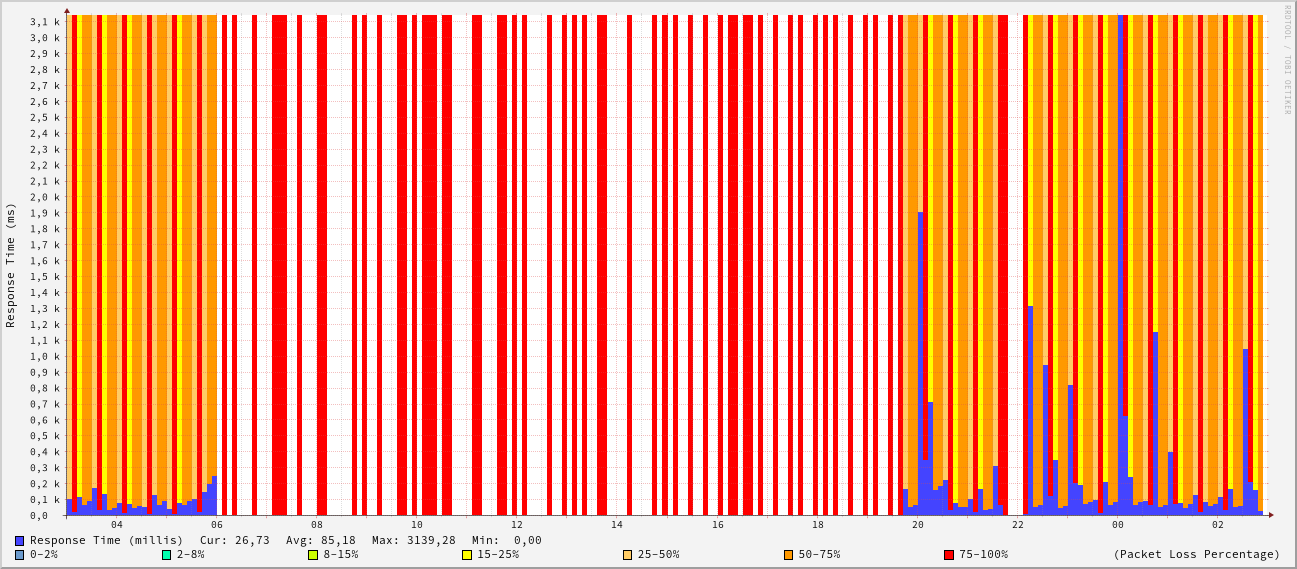 3,1 k
3,0 k
2,9 k
2,8 k
2,7 k
2,6 k
2,5 k
2,4 k
2,3 k
2,2 k
2,1 k
2,0 k
1,9 k
1,8 k
1,7 k
1,6 k
1,5 k
1,4 k
1,3 k
1,2 k
1,1 k
1,0 k
0,9 k
0,8 k
0,7 k
0,6 k
0,5 k
0,4 k
0,3 k
0,2 k
0,1 k
0,0
Response Time (ms)
RRDTOOL / TOBI OETIKER
04 06 08 10 12 14 16 18 20 22 00 02
Response Time (millis) Cur: 26,73 Avg: 85,18 Max: 3139,28 Min: 0,00
0-2% 2-8% 8-15% 15-25% 25-50% 50-75% 75-100% (Packet Loss Percentage)